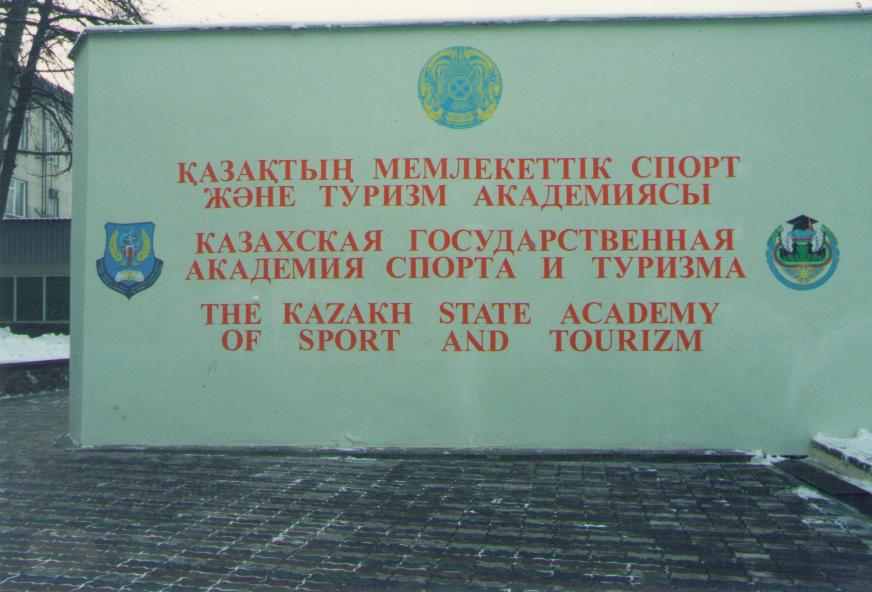 ҚАЗАҚТЫҢ МЕМЛЕКЕТТІК СПОРТ
ЖӘНЕ ТУРИЗМ АКАДЕМИЯСЫ
КАЗАХСКАЯ ГОСУДАРСТВЕННАЯ
АКАДЕМИЯ СПОРТА И ТУРИЗМА
THE KAZAKH STATE ACADEMY
OF SPORT AND TOURIZM